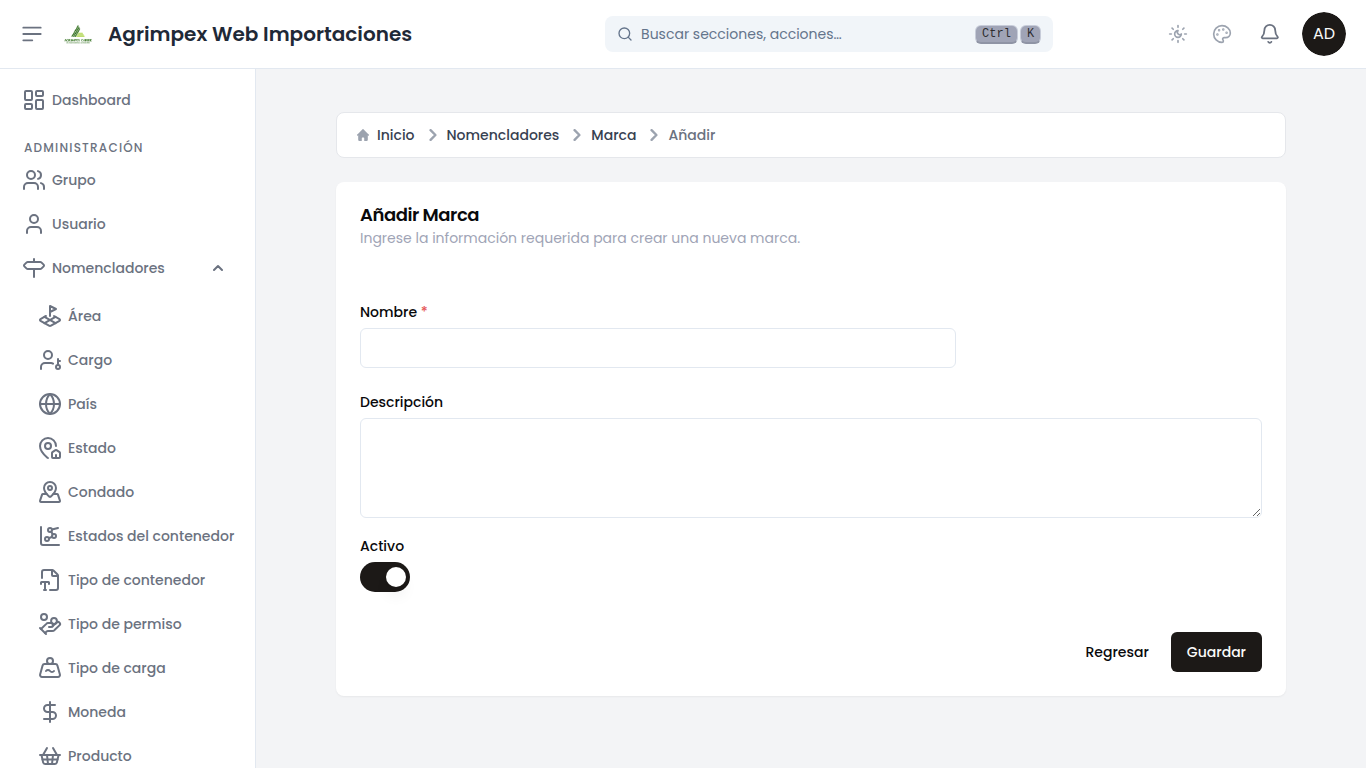 Agrimpex Web Importaciones
Buscar secciones, acciones...
Ctrl K
AD
Dashboard
ADMINISTRACIÓN
Grupo
Usuario
Nomencladores
Área
Cargo
País
Estado
Condado
Estados del contenedor
Tipo de contenedor
Tipo de permiso
Tipo de carga
Moneda
Producto
Inicio
Nomencladores
Marca
Añadir
Añadir Marca
Ingrese la información requerida para crear una nueva marca.
Nombre *
Descripción
Activo
Regresar
Guardar